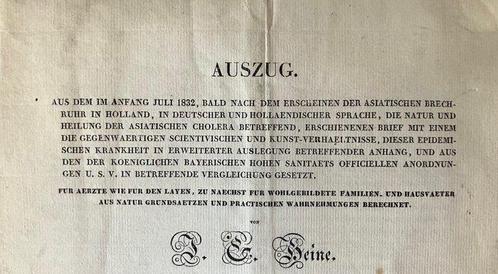 AUSZUG.
AUS DEM IM ANFANG JULI 1832, BALD NACH DEM ERSCHEINEN DER ASIATISCHEN BRECH-
RUHR IN HOLLAND, IN DEUTSCHER UND HOLLAENDISCHER SPRACHE, DIE NATUR UND
HEILUNG DER ASIATISCHEN CHOLERA BETREFFEND, ERSCHIENENEN BRIEF MIT EINEM
DIE GEGENWAERTIGEN SCIENTIVISCHEN UND KUNST-VERHAELTNISSE, DIESER EPIDEMI-
SCHEN KRANKHEIT IN ERWEITERTER AUSLEGUNG BETREFFENDER ANHANG, UND AUS
DEN DER KOENIGLICHEN BAYERISCHEN HOHEN SANITAETS OFFICIELLEN ANORDNUN-
GEN U. S. V. IN BETREFFENDE VERGLEICHUNG GESETZT.
FUR AERZTE WIE FUR DEN LAYEN, ZU NAECHST FUR WOHLGEBILDETE FAMILIEN, UND HAUSVAETER
AUS NATUR GRUNDSAETZEN UND PRACTISCHEN WAHRNEHMUNGEN BERECHNET.
VON
J. E. Heine.